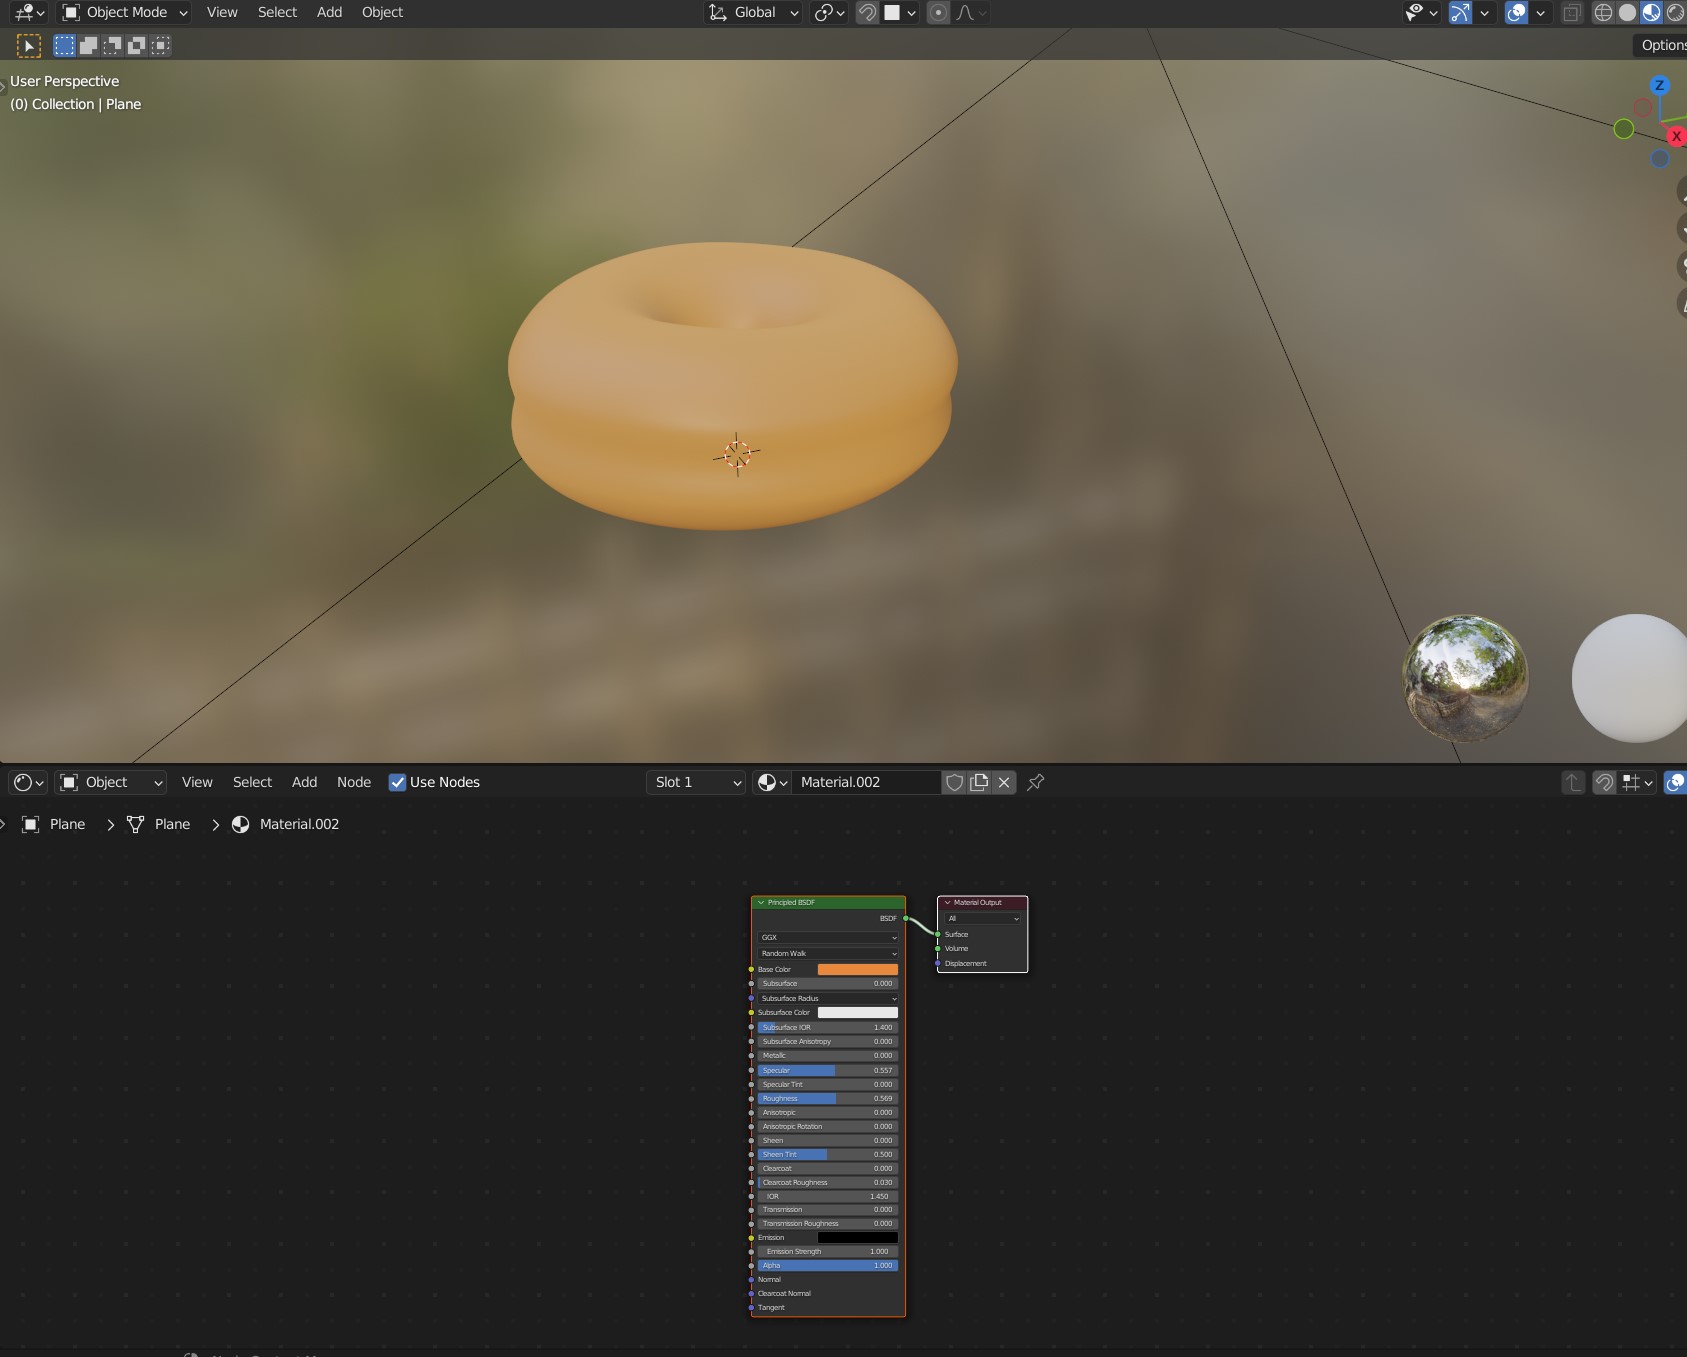 Object Mode View Select Add Object Global
Options
User Perspective
(0) Collection | Plane
Z
X
Object View Select Add Node Use Nodes Slot 1 Material.002
Plane > Plane > Material.002
Principled BSDF
BSDF
GGX
Random Walk
Base Color
Subsurface 0.000
Subsurface Radius
Subsurface Color
Subsurface IOR 1.400
Subsurface Anisotropy 0.000
Metallic 0.000
Specular 0.557
Specular Tint 0.000
Roughness 0.569
Anisotropic 0.000
Anisotropic Rotation 0.000
Sheen 0.000
Sheen Tint 0.500
Clearcoat 0.000
Clearcoat Roughness 0.030
IOR 1.450
Transmission 0.000
Transmission Roughness 0.000
Emission
Emission Strength 1.000
Alpha 1.000
Normal
Clearcoat Normal
Tangent
Material Output
All
Surface
Volume
Displacement